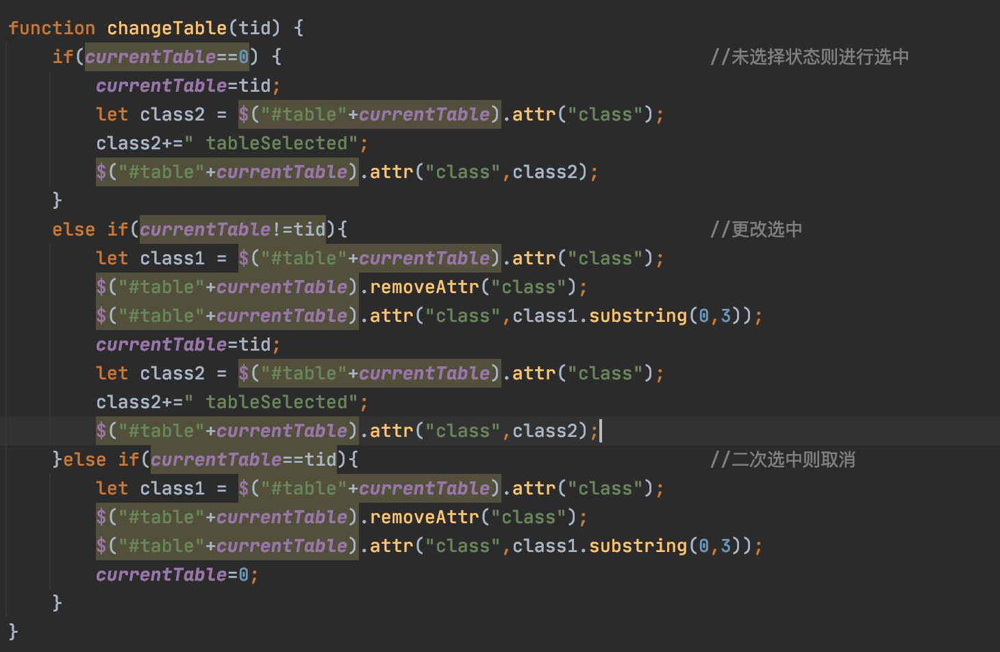 function changeTable(tid) {
    if(currentTable==0) {                                       //未选择状态则进行选中
        currentTable=tid;
        let class2 = $("#table"+currentTable).attr("class");
        class2+=" tableSelected";
        $("#table"+currentTable).attr("class",class2);
    }
    else if(currentTable!=tid){                                 //更改选中
        let class1 = $("#table"+currentTable).attr("class");
        $("#table"+currentTable).removeAttr("class");
        $("#table"+currentTable).attr("class",class1.substring(0,3));
        currentTable=tid;
        let class2 = $("#table"+currentTable).attr("class");
        class2+=" tableSelected";
        $("#table"+currentTable).attr("class",class2);
    }else if(currentTable==tid){                                //二次选中则取消
        let class1 = $("#table"+currentTable).attr("class");
        $("#table"+currentTable).removeAttr("class");
        $("#table"+currentTable).attr("class",class1.substring(0,3));
        currentTable=0;
    }
}